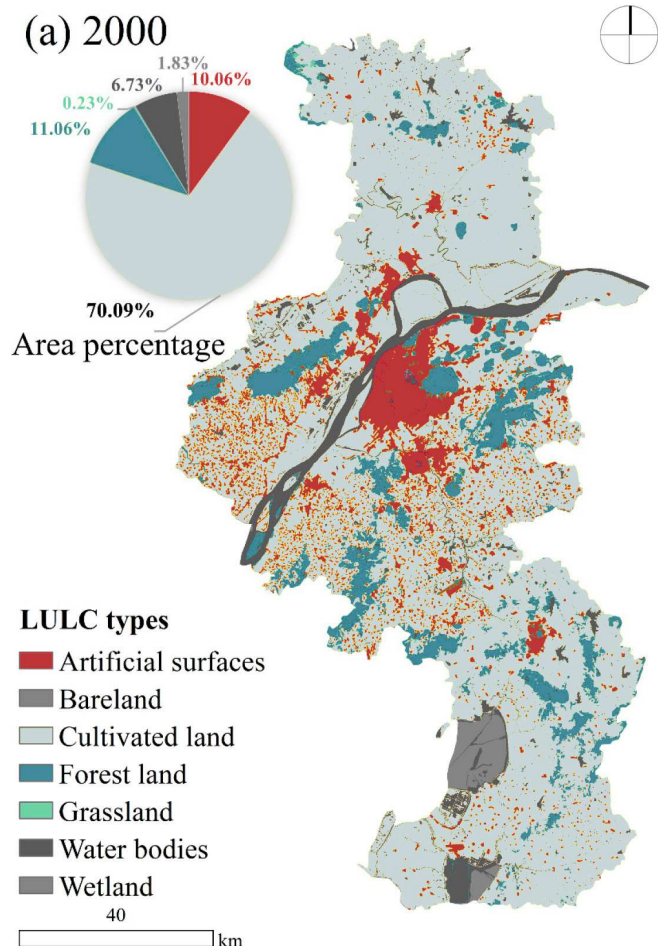 (a) 2000
1.83%
6.73% 10.06%
0.23%
11.06%
70.09%
Area percentage
LULC types
Artificial surfaces
Bareland
Cultivated land
Forest land
Grassland
Water bodies
Wetland
40
km